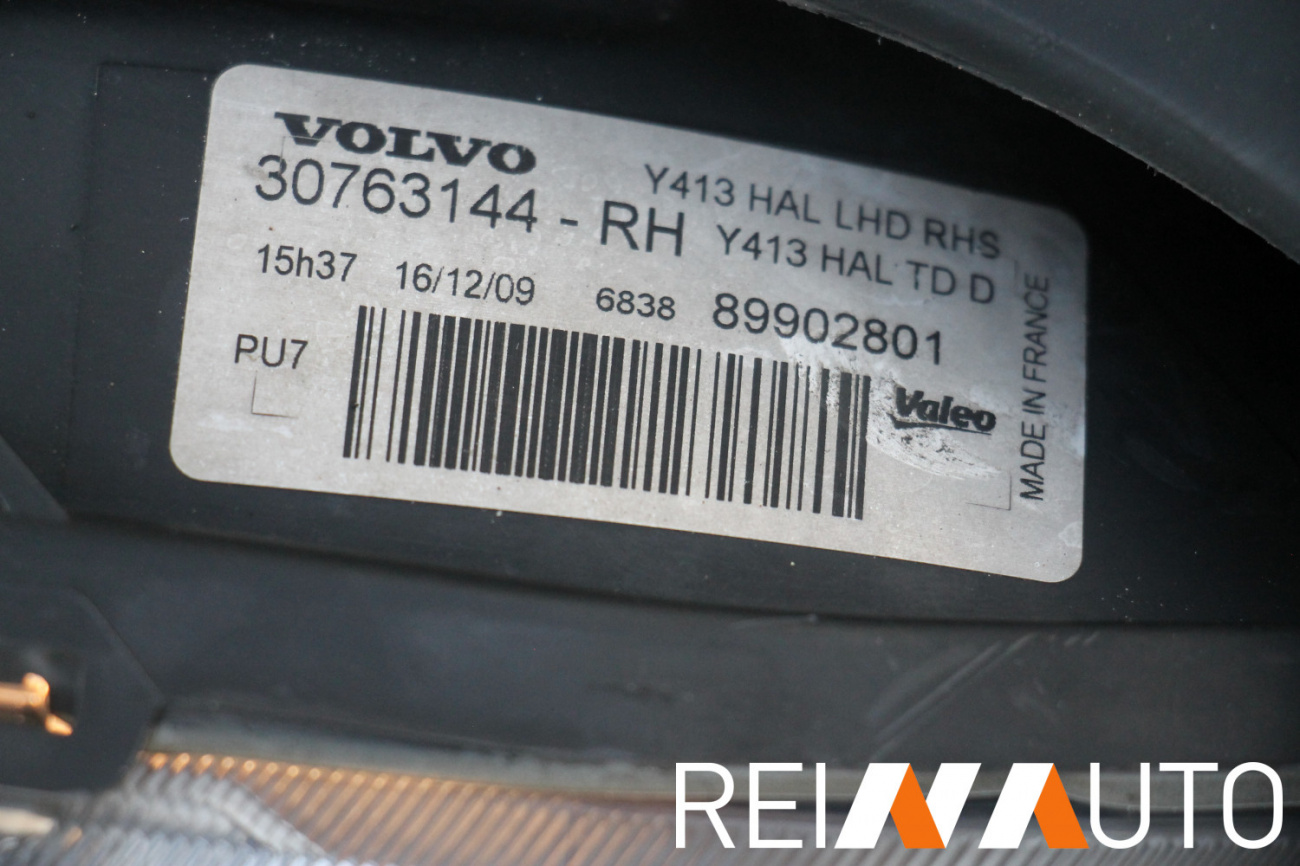 VOLVO
30763144 - RH
Y413 HAL LHD RHS
Y413 HAL TD D
15h37 16/12/09 6838 89902801
PU7
Valeo
MADE IN FRANCE
REINAUTO